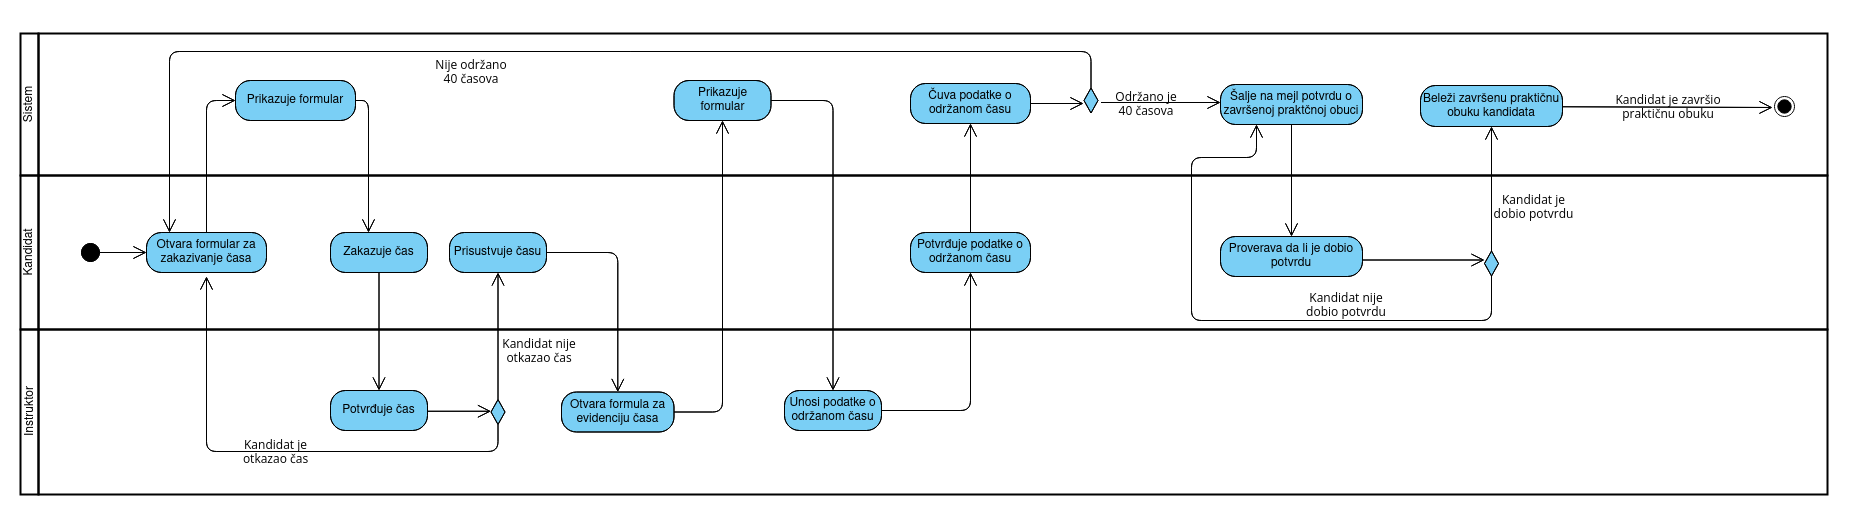 Sistem
Nije održano
40 časova
Prikazuje formular
Prikazuje
formular
Čuva podatke o
održanom času
Održano je
40 časova
Šalje na mejl potvrdu o
završenoj praktčnoj obuci
Beleži završenu praktičnu
obuku kandidata
Kandidat je završio
praktičnu obuku
Kandidat
Otvara formular za
zakazivanje časa
Zakazuje čas
Prisustvuje času
Potvrđuje podatke o
održanom času
Proverava da li je dobio
potvrdu
Kandidat je
dobio potvrdu
Kandidat nije
dobio potvrdu
Instruktor
Kandidat nije
otkazao čas
Potvrđuje čas
Otvara formula za
evidenciju časa
Unosi podatke o
održanom času
Kandidat je
otkazao čas